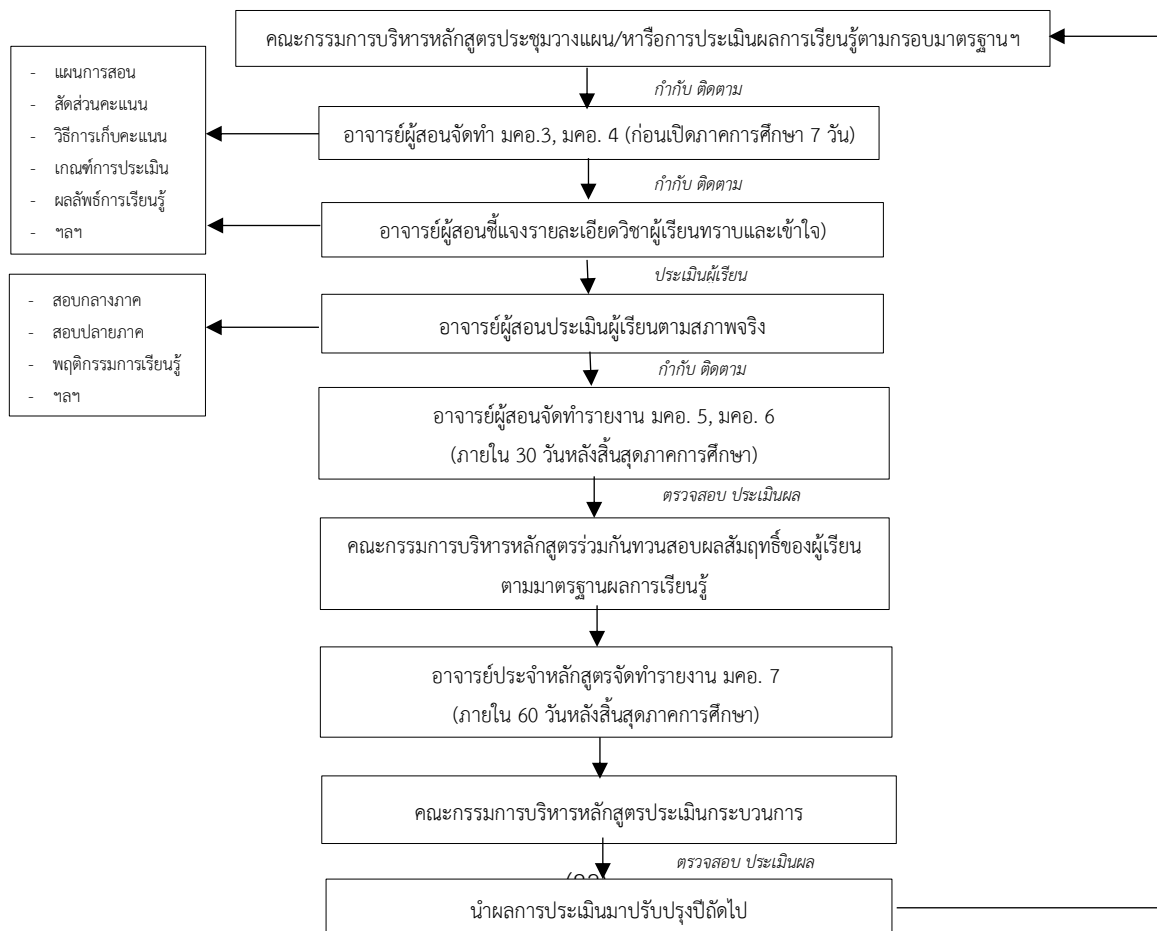 คณะกรรมการบริหารหลักสูตรประชุมวางแผน/หารือการประเมินผลการเรียนรู้ตามกรอบมาตรฐานฯ
- แผนการสอน
- สัดส่วนคะแนน
- วิธีการเก็บคะแนน
- เกณฑ์การประเมิน
- ผลลัพธ์การเรียนรู้
- ฯลฯ
กำกับ ติดตาม
อาจารย์ผู้สอนจัดทำ มคอ.3, มคอ. 4 (ก่อนเปิดภาคการศึกษา 7 วัน)
กำกับ ติดตาม
อาจารย์ผู้สอนชี้แจงรายละเอียดวิชาผู้เรียนทราบและเข้าใจ)
ประเมินผู้เรียน
- สอบกลางภาค
- สอบปลายภาค
- พฤติกรรมการเรียนรู้
- ฯลฯ
อาจารย์ผู้สอนประเมินผู้เรียนตามสภาพจริง
กำกับ ติดตาม
อาจารย์ผู้สอนจัดทำรายงาน มคอ. 5, มคอ. 6
(ภายใน 30 วันหลังสิ้นสุดภาคการศึกษา)
ตรวจสอบ ประเมินผล
คณะกรรมการบริหารหลักสูตรร่วมกันทวนสอบผลสัมฤทธิ์ของผู้เรียน
ตามมาตรฐานผลการเรียนรู้
อาจารย์ประจำหลักสูตรจัดทำรายงาน มคอ. 7
(ภายใน 60 วันหลังสิ้นสุดภาคการศึกษา)
คณะกรรมการบริหารหลักสูตรประเมินกระบวนการ
ตรวจสอบ ประเมินผล
นำผลการประเมินมาปรับปรุงปีถัดไป